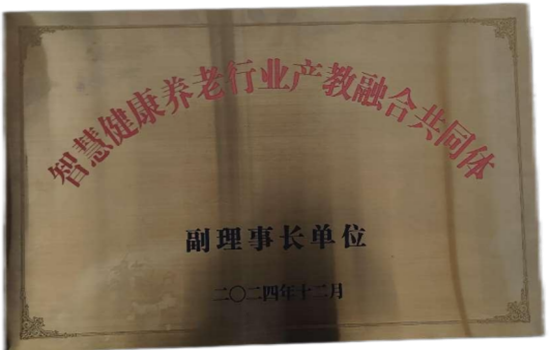 智慧健康养老行业产教融合共同体
副理事长单位
二〇二四年十二月